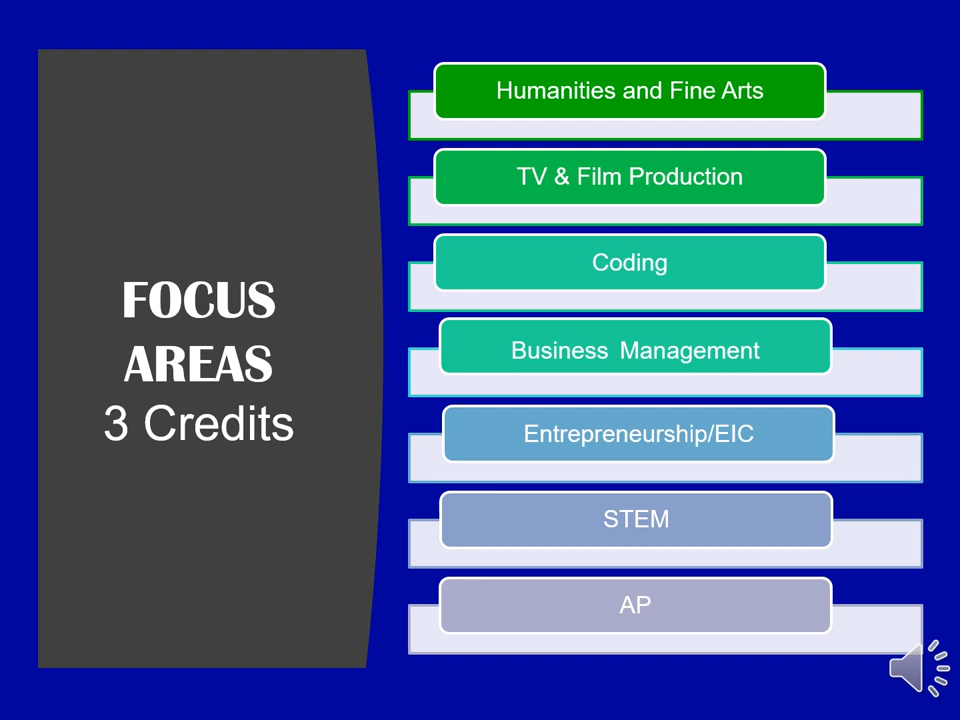 FOCUS
AREAS
3 Credits
Humanities and Fine Arts
TV & Film Production
Coding
Business Management
Entrepreneurship/EIC
STEM
AP